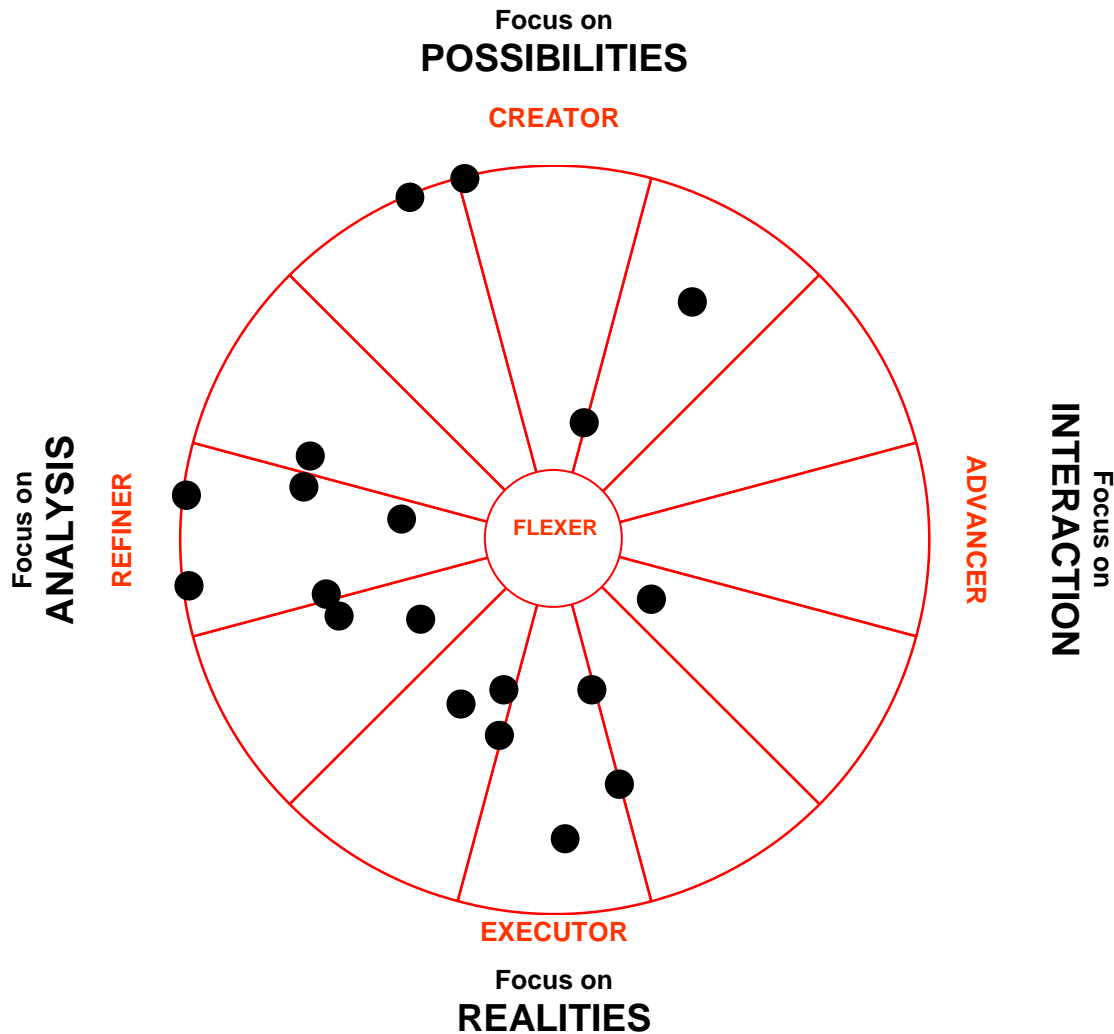 Focus on
POSSIBILITIES
CREATOR
Focus on
ANALYSIS
REFINER
FLEXER
ADVANCER
INTERACTION
Focus on
EXECUTOR
Focus on
REALITIES